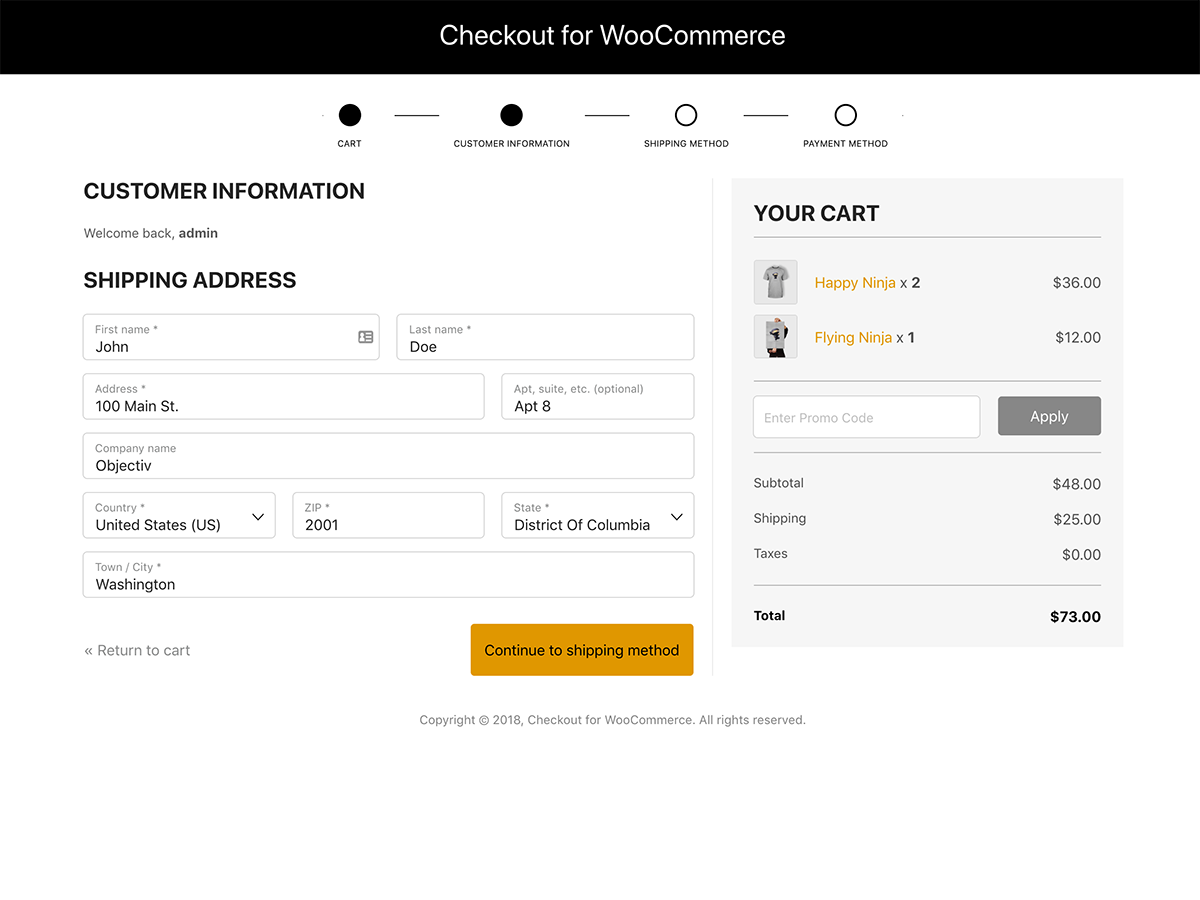 Checkout for WooCommerce
CART
CUSTOMER INFORMATION
SHIPPING METHOD
PAYMENT METHOD
CUSTOMER INFORMATION
Welcome back, admin
SHIPPING ADDRESS
First name *
John
Last name *
Doe
Address *
100 Main St.
Apt, suite, etc. (optional)
Apt 8
Company name
Objectiv
Country *
United States (US)
ZIP *
2001
State *
District Of Columbia
Town / City *
Washington
« Return to cart
Continue to shipping method
YOUR CART
Happy Ninja x 2 $36.00
Flying Ninja x 1 $12.00
Enter Promo Code
Apply
Subtotal $48.00
Shipping $25.00
Taxes $0.00
Total $73.00
Copyright © 2018, Checkout for WooCommerce. All rights reserved.